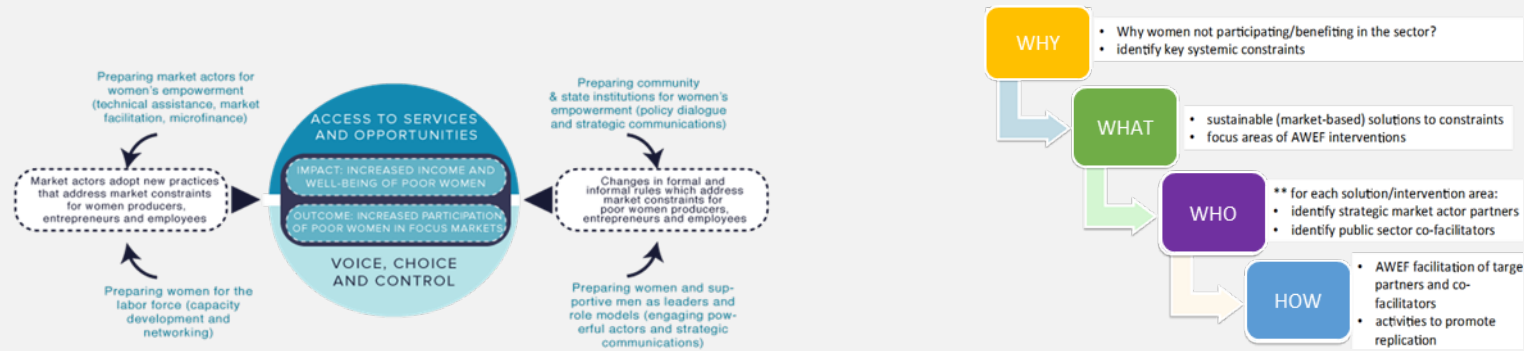 Preparing market actors for
women's empowerment
(technical assistance, market
facilitation, microfinance)
Market actors adopt new practices
that address market constraints
for women producers,
entrepreneurs and employees
Preparing women for the
labor force (capacity
development and
networking)
ACCESS TO SERVICES
AND OPPORTUNITIES
IMPACT: INCREASED INCOME AND
WELL-BEING OF POOR WOMEN
OUTCOME: INCREASED PARTICIPATION
OF POOR WOMEN IN FOCUS MARKETS
VOICE, CHOICE
AND CONTROL
Preparing community
& state institutions for women's
empowerment (policy dialogue
and strategic communications)
Changes in formal and
informal rules which address
market constraints for
poor women producers,
entrepreneurs and employees
Preparing women and sup-
portive men as leaders and
role models (engaging pow-
erful actors and strategic
communications)
WHY
• Why women not participating/benefiting in the sector?
• identify key systemic constraints
WHAT
• sustainable (market-based) solutions to constraints
• focus areas of AWEF interventions
WHO
** for each solution/intervention area:
• identify strategic market actor partners
• identify public sector co-facilitators
HOW
• AWEF facilitation of targe
partners and co-
facilitators
• activities to promote
replication